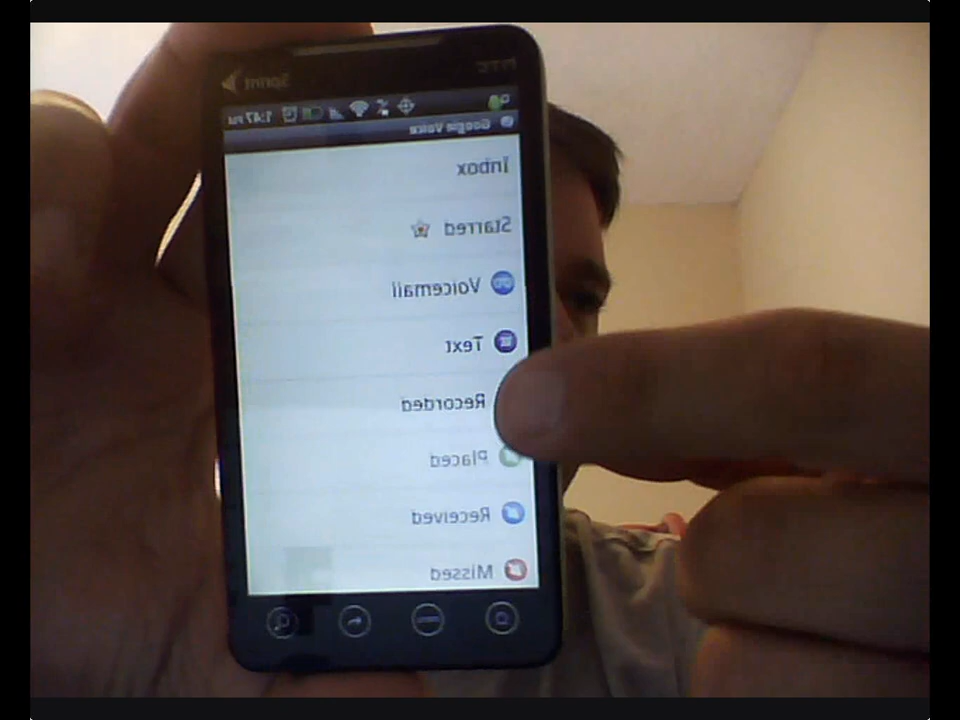 hTC Sprint
1:47 PM
Google Voice
Inbox
Starred
Voicemail
Text
Recorded
Placed
Received
Missed